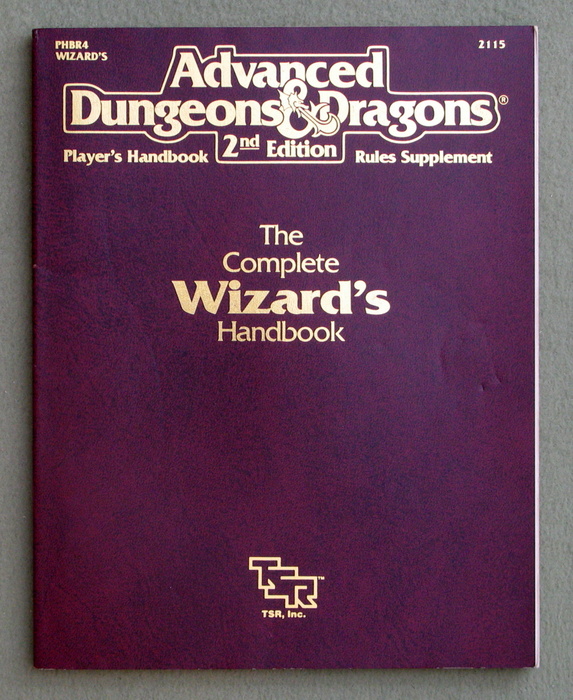 PHBR4
WIZARD'S
2115
Advanced
Dungeons & Dragons®
2nd Edition
Player's Handbook
Rules Supplement
The
Complete
Wizard's
Handbook
TSR™
TSR, Inc.